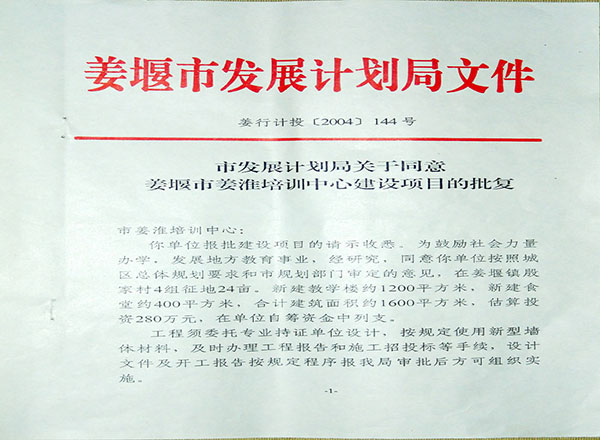 姜堰市发展计划局文件
姜行计投〔2004〕144号
市发展计划局关于同意
姜堰市姜淮培训中心建设项目的批复
市姜淮培训中心：
你单位报批建设项目的请示收悉。为鼓励社会力量
办学，发展地方教育事业，经研究，同意你单位按照城
区总体规划要求和市规划部门审定的意见，在姜堰镇殷
家村4组征地24亩。新建教学楼约1200平方米，新建食
堂约400平方米，合计建筑面积约1600平方米，估算投
资280万元，在单位自筹资金中列支。
工程须委托专业持证单位设计，按规定使用新型墙
体材料，及时办理工程报告和施工招投标等手续，设计
文件及开工报告按规定程序报我局审批后方可组织实
施。
-1-